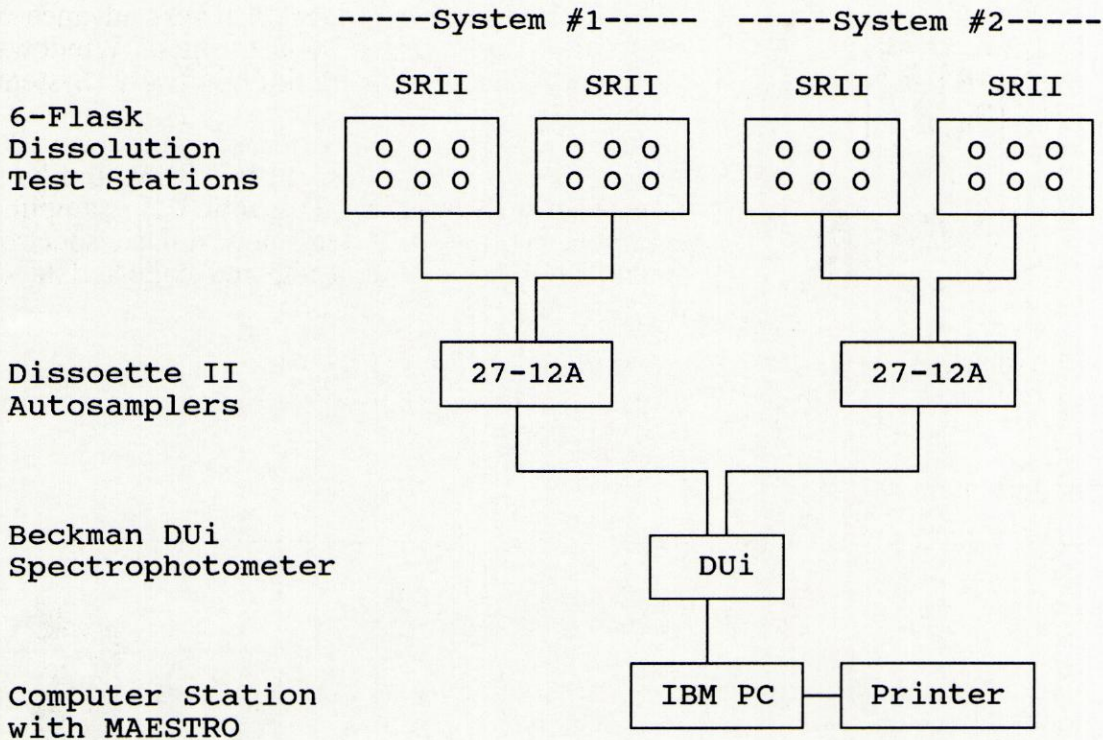 -----System #1----- -----System #2-----
SRII SRII SRII SRII
6-Flask
Dissolution
Test Stations
o o o o o o o o o o o o
o o o o o o o o o o o o
Dissoette II
Autosamplers
27-12A 27-12A
Beckman DUi
Spectrophotometer
DUi
Computer Station
with MAESTRO
IBM PC Printer